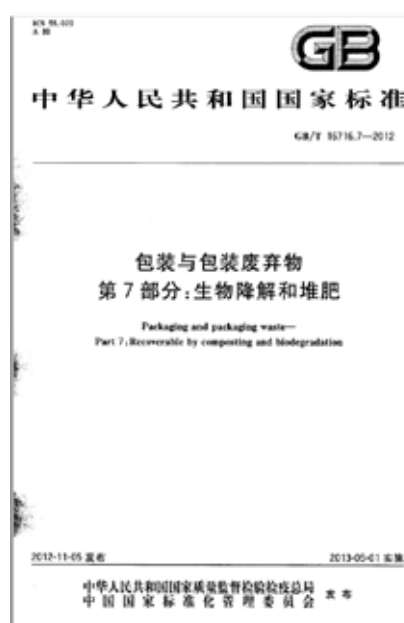 ICS 55.020
A 80
GB
中华人民共和国国家标准
GB/T 16716.7—2012
包装与包装废弃物
第7部分:生物降解和堆肥
Packaging and packaging waste—
Part 7:Recoverable by composting and biodegradation
2012-11-05 发布
2013-05-01 实施
中华人民共和国国家质量监督检验检疫总局
中国国家标准化管理委员会
发布